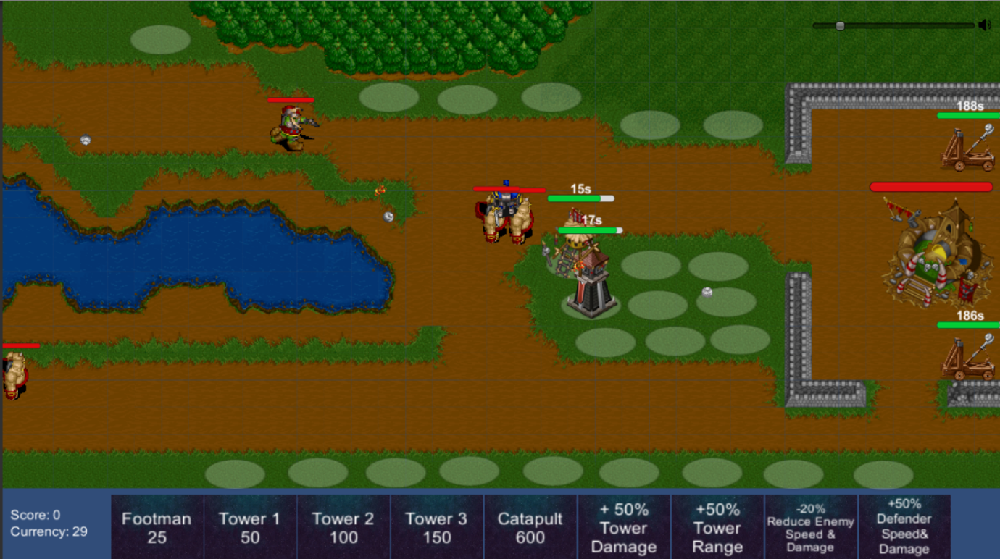 188s
15s
17s
186s
Score: 0
Currency: 29
Footman
25
Tower 1
50
Tower 2
100
Tower 3
150
Catapult
600
+ 50%
Tower
Damage
+50%
Tower
Range
-20%
Reduce Enemy
Speed &
Damage
+50%
Defender
Speed&
Damage